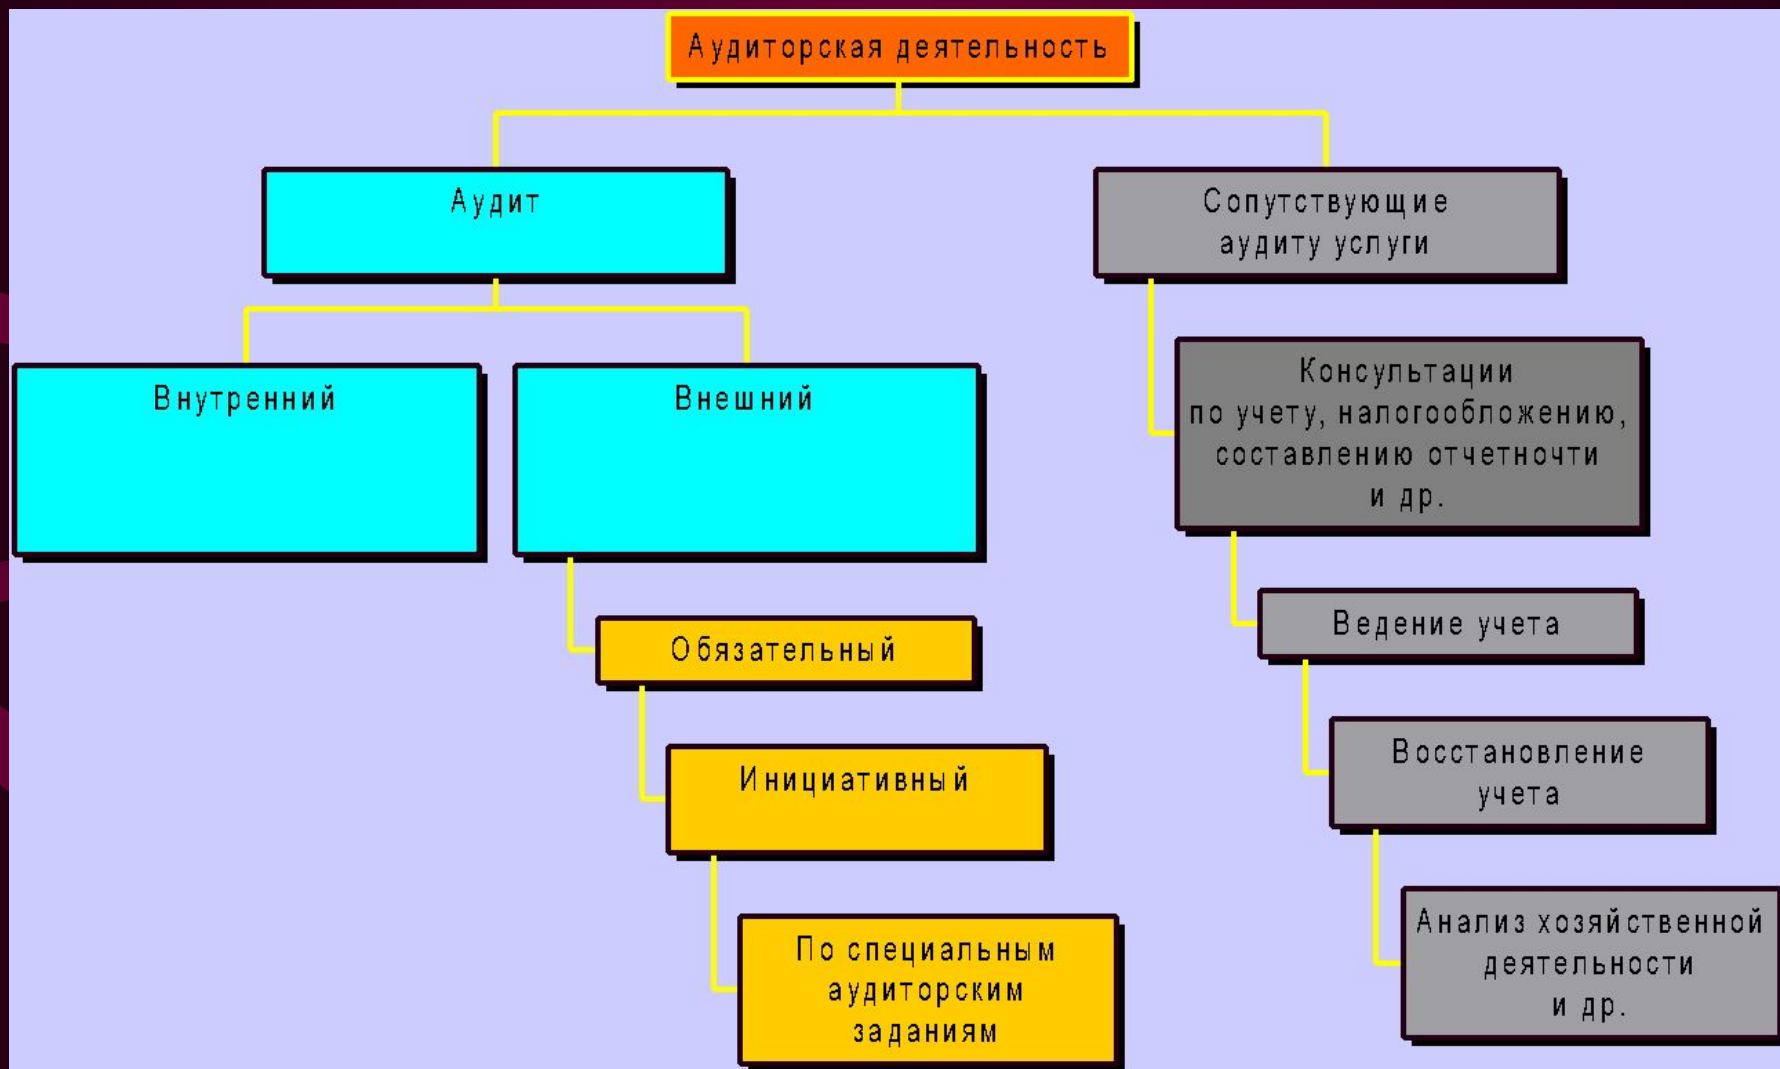 Аудиторская деятельность
Аудит
Сопутствующие
аудиту услуги
Внутренний
Внешний
Консультации
по учету, налогообложению,
составлению отчетночти
и др.
Обязательный
Ведение учета
Инициативный
Восстановление
учета
По специальным
аудиторским
заданиям
Анализ хозяйственной
деятельности
и др.